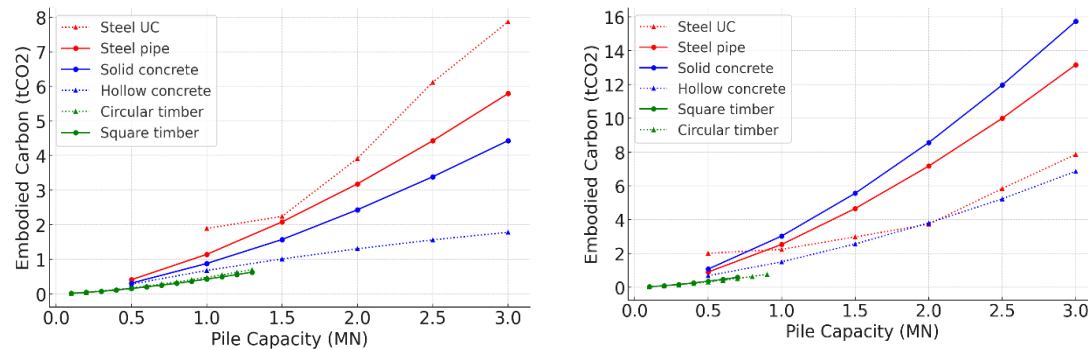 8
7
6
5
4
3
2
1
0
Embodied Carbon (tCO2)
Steel UC
Steel pipe
Solid concrete
Hollow concrete
Circular timber
Square timber
0.0 0.5 1.0 1.5 2.0 2.5 3.0
Pile Capacity (MN)
16
14
12
10
8
6
4
2
0
Embodied Carbon (tCO2)
Steel UC
Steel pipe
Solid concrete
Hollow concrete
Square timber
Circular timber
0.0 0.5 1.0 1.5 2.0 2.5 3.0
Pile Capacity (MN)